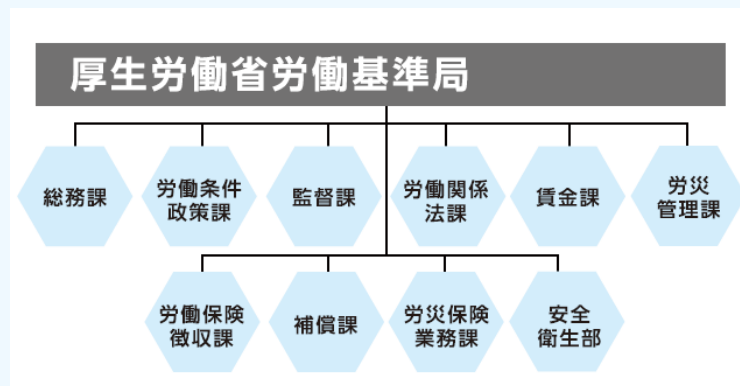 厚生労働省労働基準局
総務課
労働条件
政策課
監督課
労働関係
法課
賃金課
労災
管理課
労働保険
徴収課
補償課
労災保険
業務課
安全
衛生部